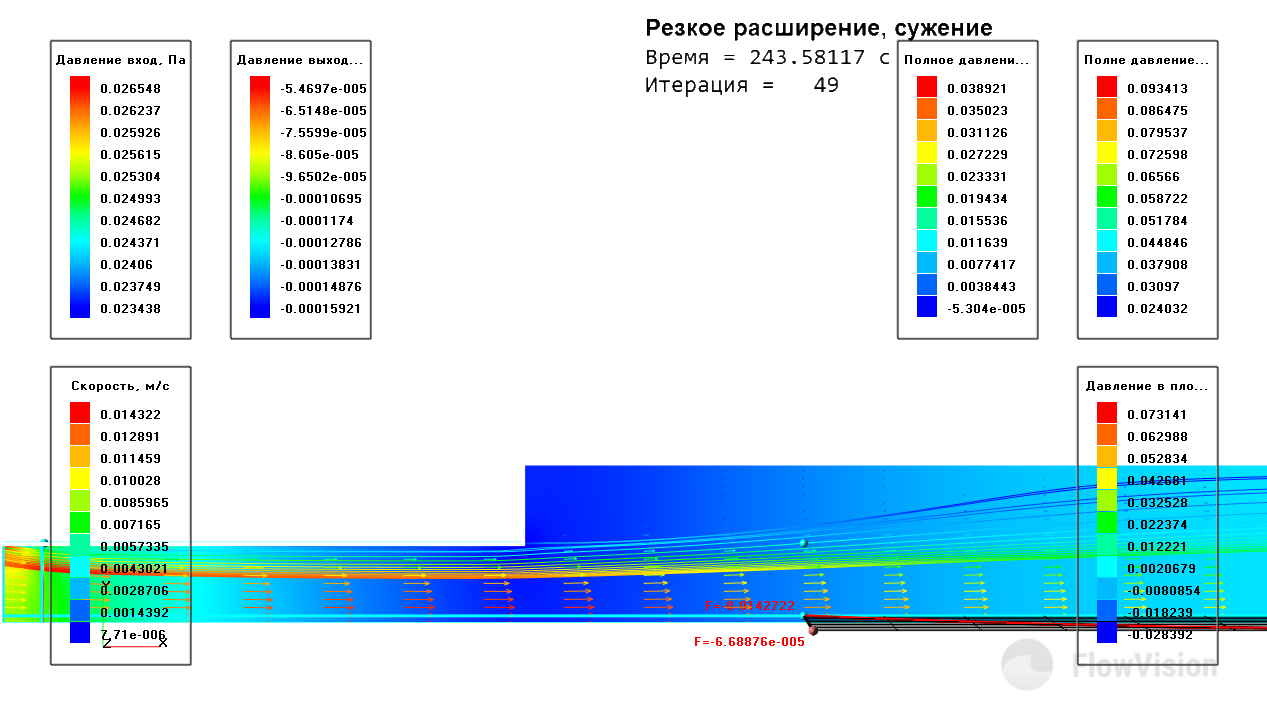 Резкое расширение, сужение
Время = 243.58117 с
Итерация = 49
Давление вход, Па
0.026548
0.026237
0.025926
0.025615
0.025304
0.024993
0.024682
0.024371
0.02406
0.023749
0.023438
Давление выход...
-5.4697e-005
-6.5148e-005
-7.5599e-005
-8.605e-005
-9.6502e-005
-0.00010695
-0.0001174
-0.00012786
-0.00013831
-0.00014876
-0.00015921
Полное давлени...
0.038921
0.035023
0.031126
0.027229
0.023331
0.019434
0.015536
0.011639
0.0077417
0.0038443
-5.304e-005
Полне давление...
0.093413
0.086475
0.079537
0.072598
0.06566
0.058722
0.051784
0.044846
0.037908
0.03097
0.024032
Скорость, м/с
0.014322
0.012891
0.011459
0.010028
0.0085965
0.007165
0.0057335
0.0043021
0.0028706
0.0014392
7.71e-006
Y
Z X
F=-6.68876e-005
Давление в пло...
0.073141
0.062988
0.052834
0.042681
0.032528
0.022374
0.012221
0.0020679
-0.0080854
-0.018239
-0.028392
FlowVision